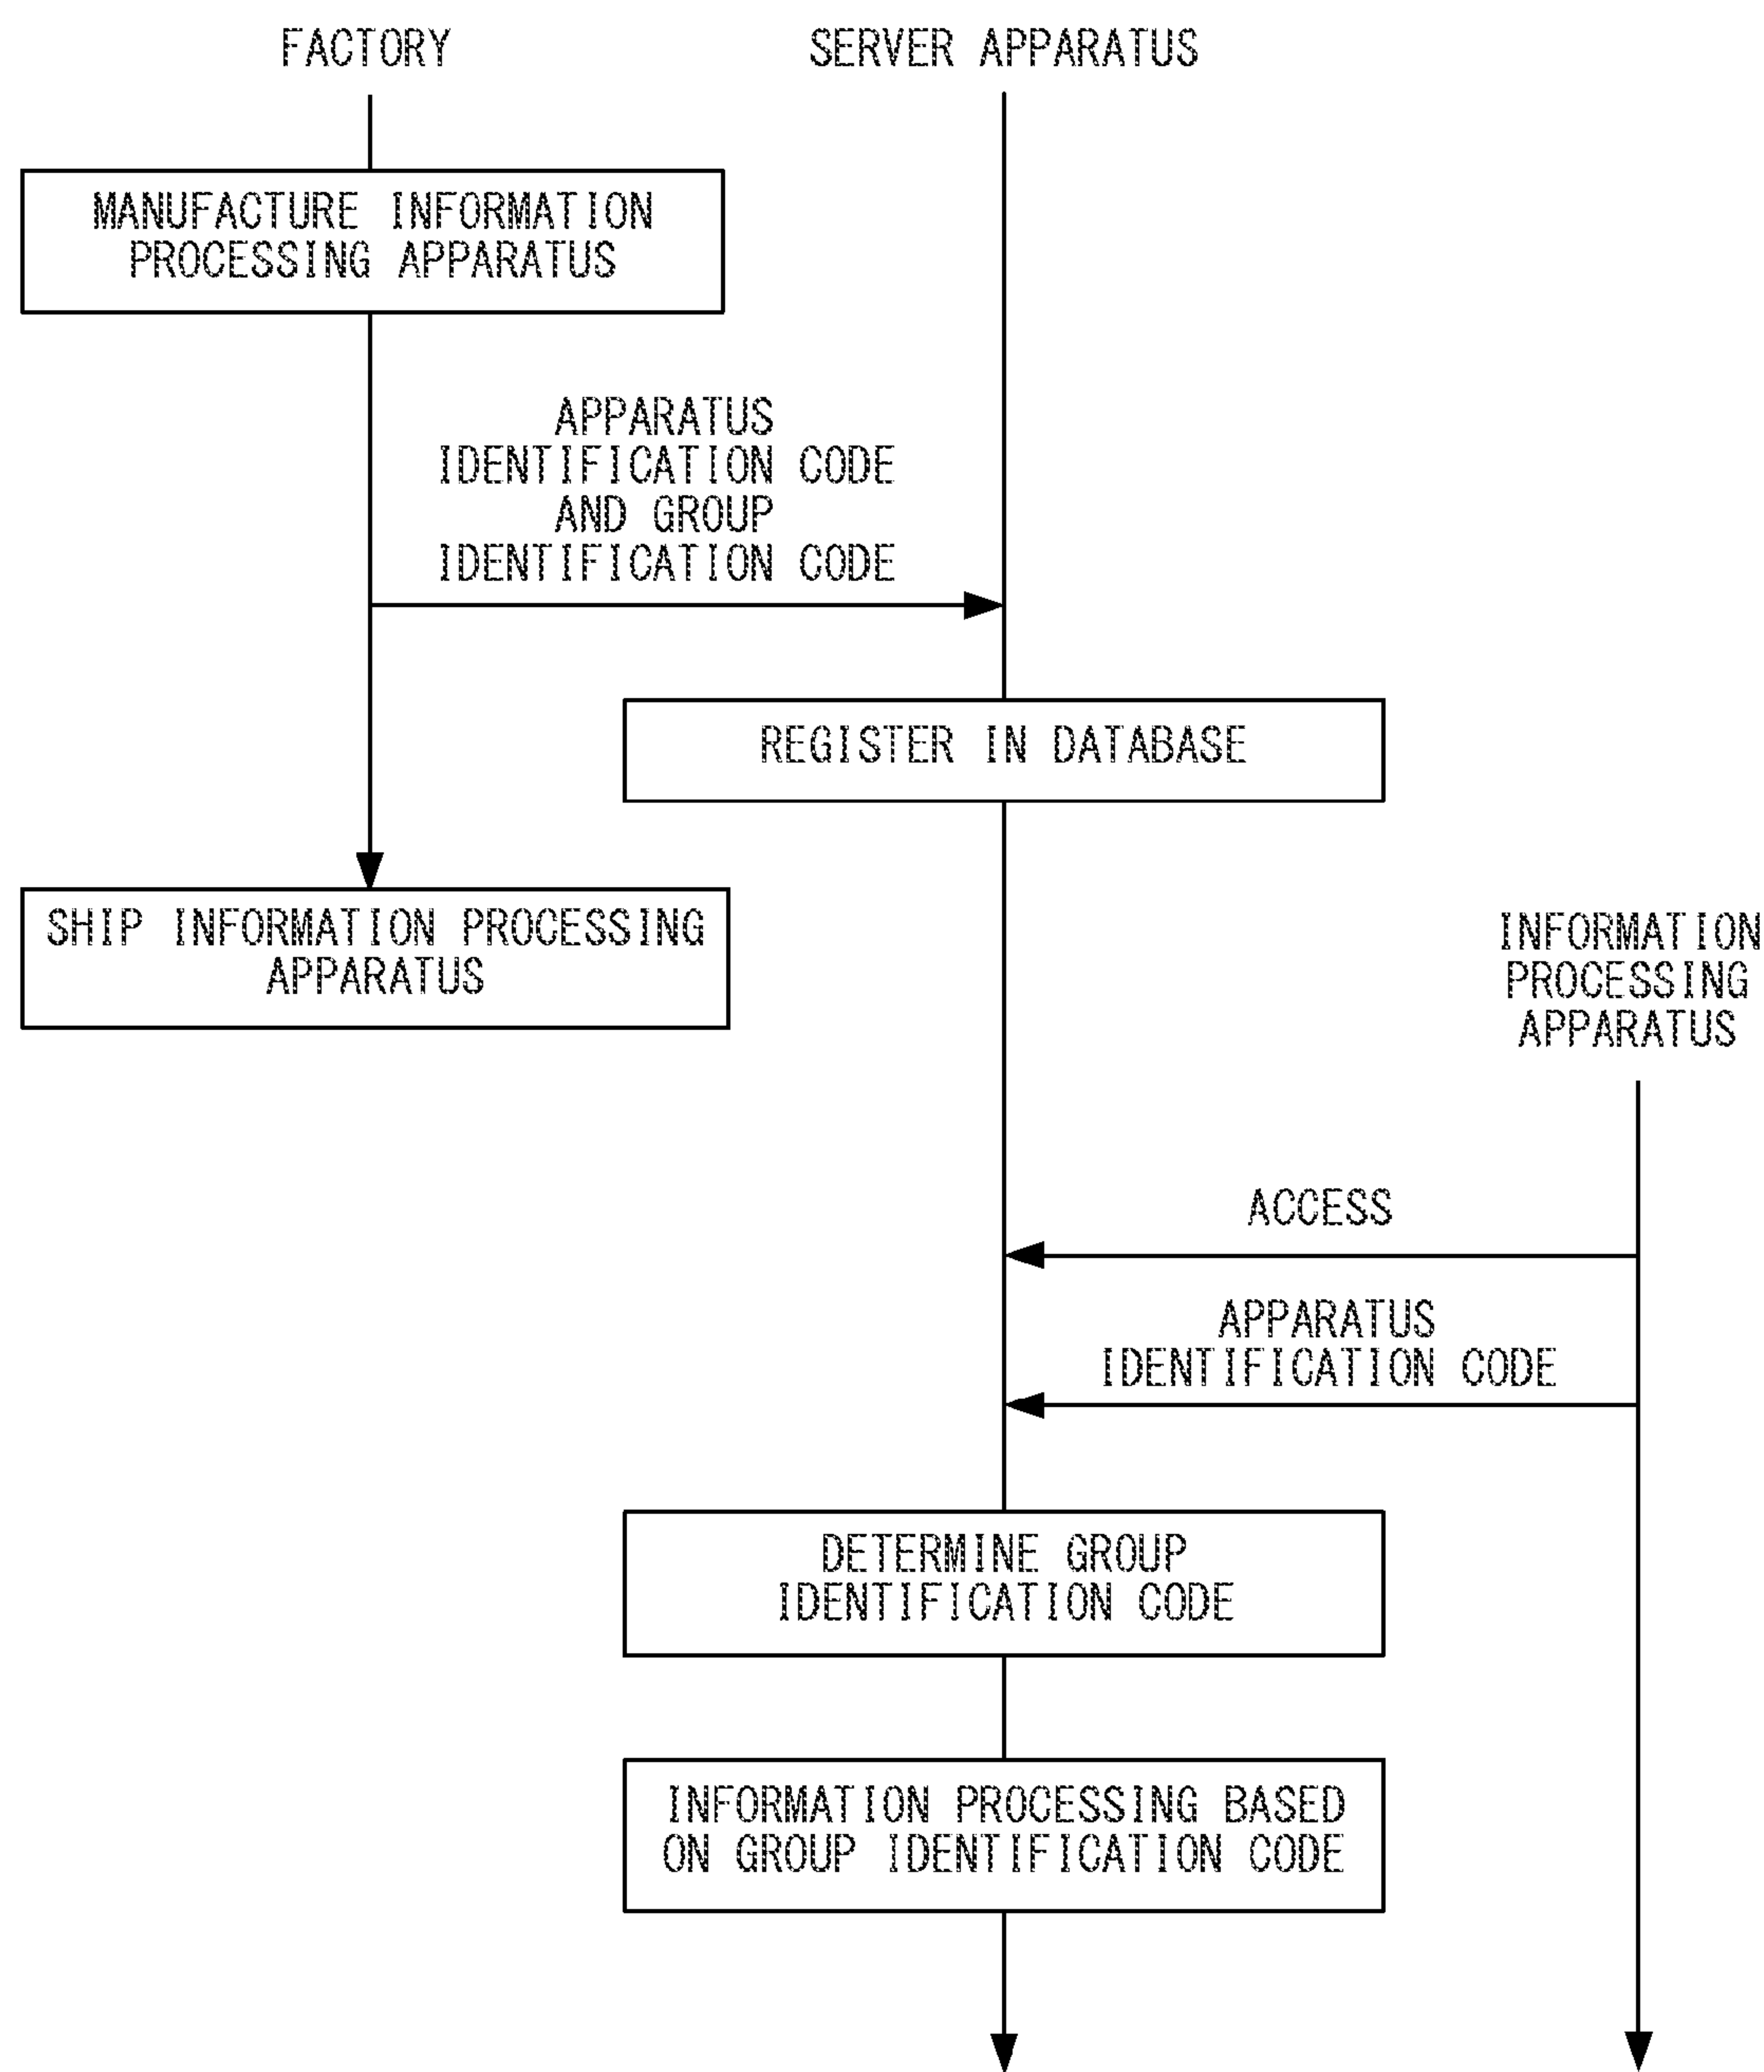 FACTORY
SERVER APPARATUS
MANUFACTURE INFORMATION
PROCESSING APPARATUS
APPARATUS
IDENTIFICATION CODE
AND GROUP
IDENTIFICATION CODE
REGISTER IN DATABASE
SHIP INFORMATION PROCESSING
APPARATUS
INFORMATION
PROCESSING
APPARATUS
ACCESS
APPARATUS
IDENTIFICATION CODE
DETERMINE GROUP
IDENTIFICATION CODE
INFORMATION PROCESSING BASED
ON GROUP IDENTIFICATION CODE